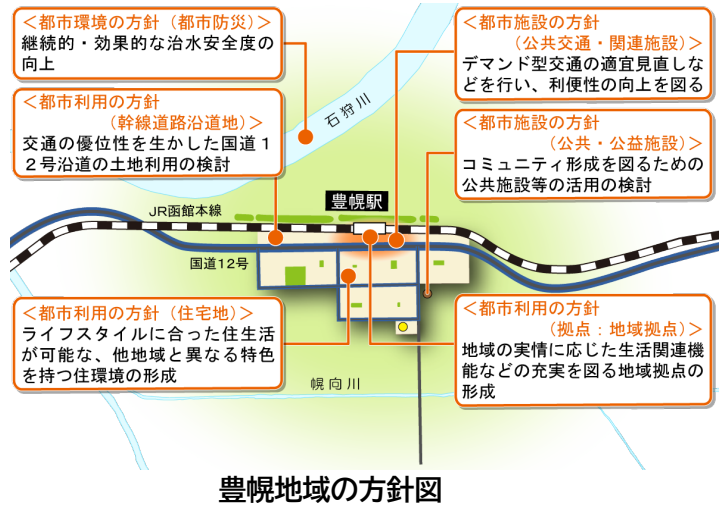 ＜都市環境の方針（都市防災）＞
継続的・効果的な治水安全度の
向上
＜都市施設の方針
（公共交通・関連施設）＞
デマンド型交通の適宜見直しな
どを行い、利便性の向上を図る
＜都市利用の方針
（幹線道路沿道地）＞
交通の優位性を生かした国道１
２号沿道の土地利用の検討
石狩川
＜都市施設の方針
（公共・公益施設）＞
コミュニティ形成を図るための
公共施設等の活用の検討
豊幌駅
JR函館本線
国道12号
＜都市利用の方針（住宅地）＞
ライフスタイルに合った住生活
が可能な、他地域と異なる特色
を持つ住環境の形成
＜都市利用の方針
（拠点：地域拠点）＞
地域の実情に応じた生活関連機
能などの充実を図る地域拠点の
形成
幌向川
豊幌地域の方針図